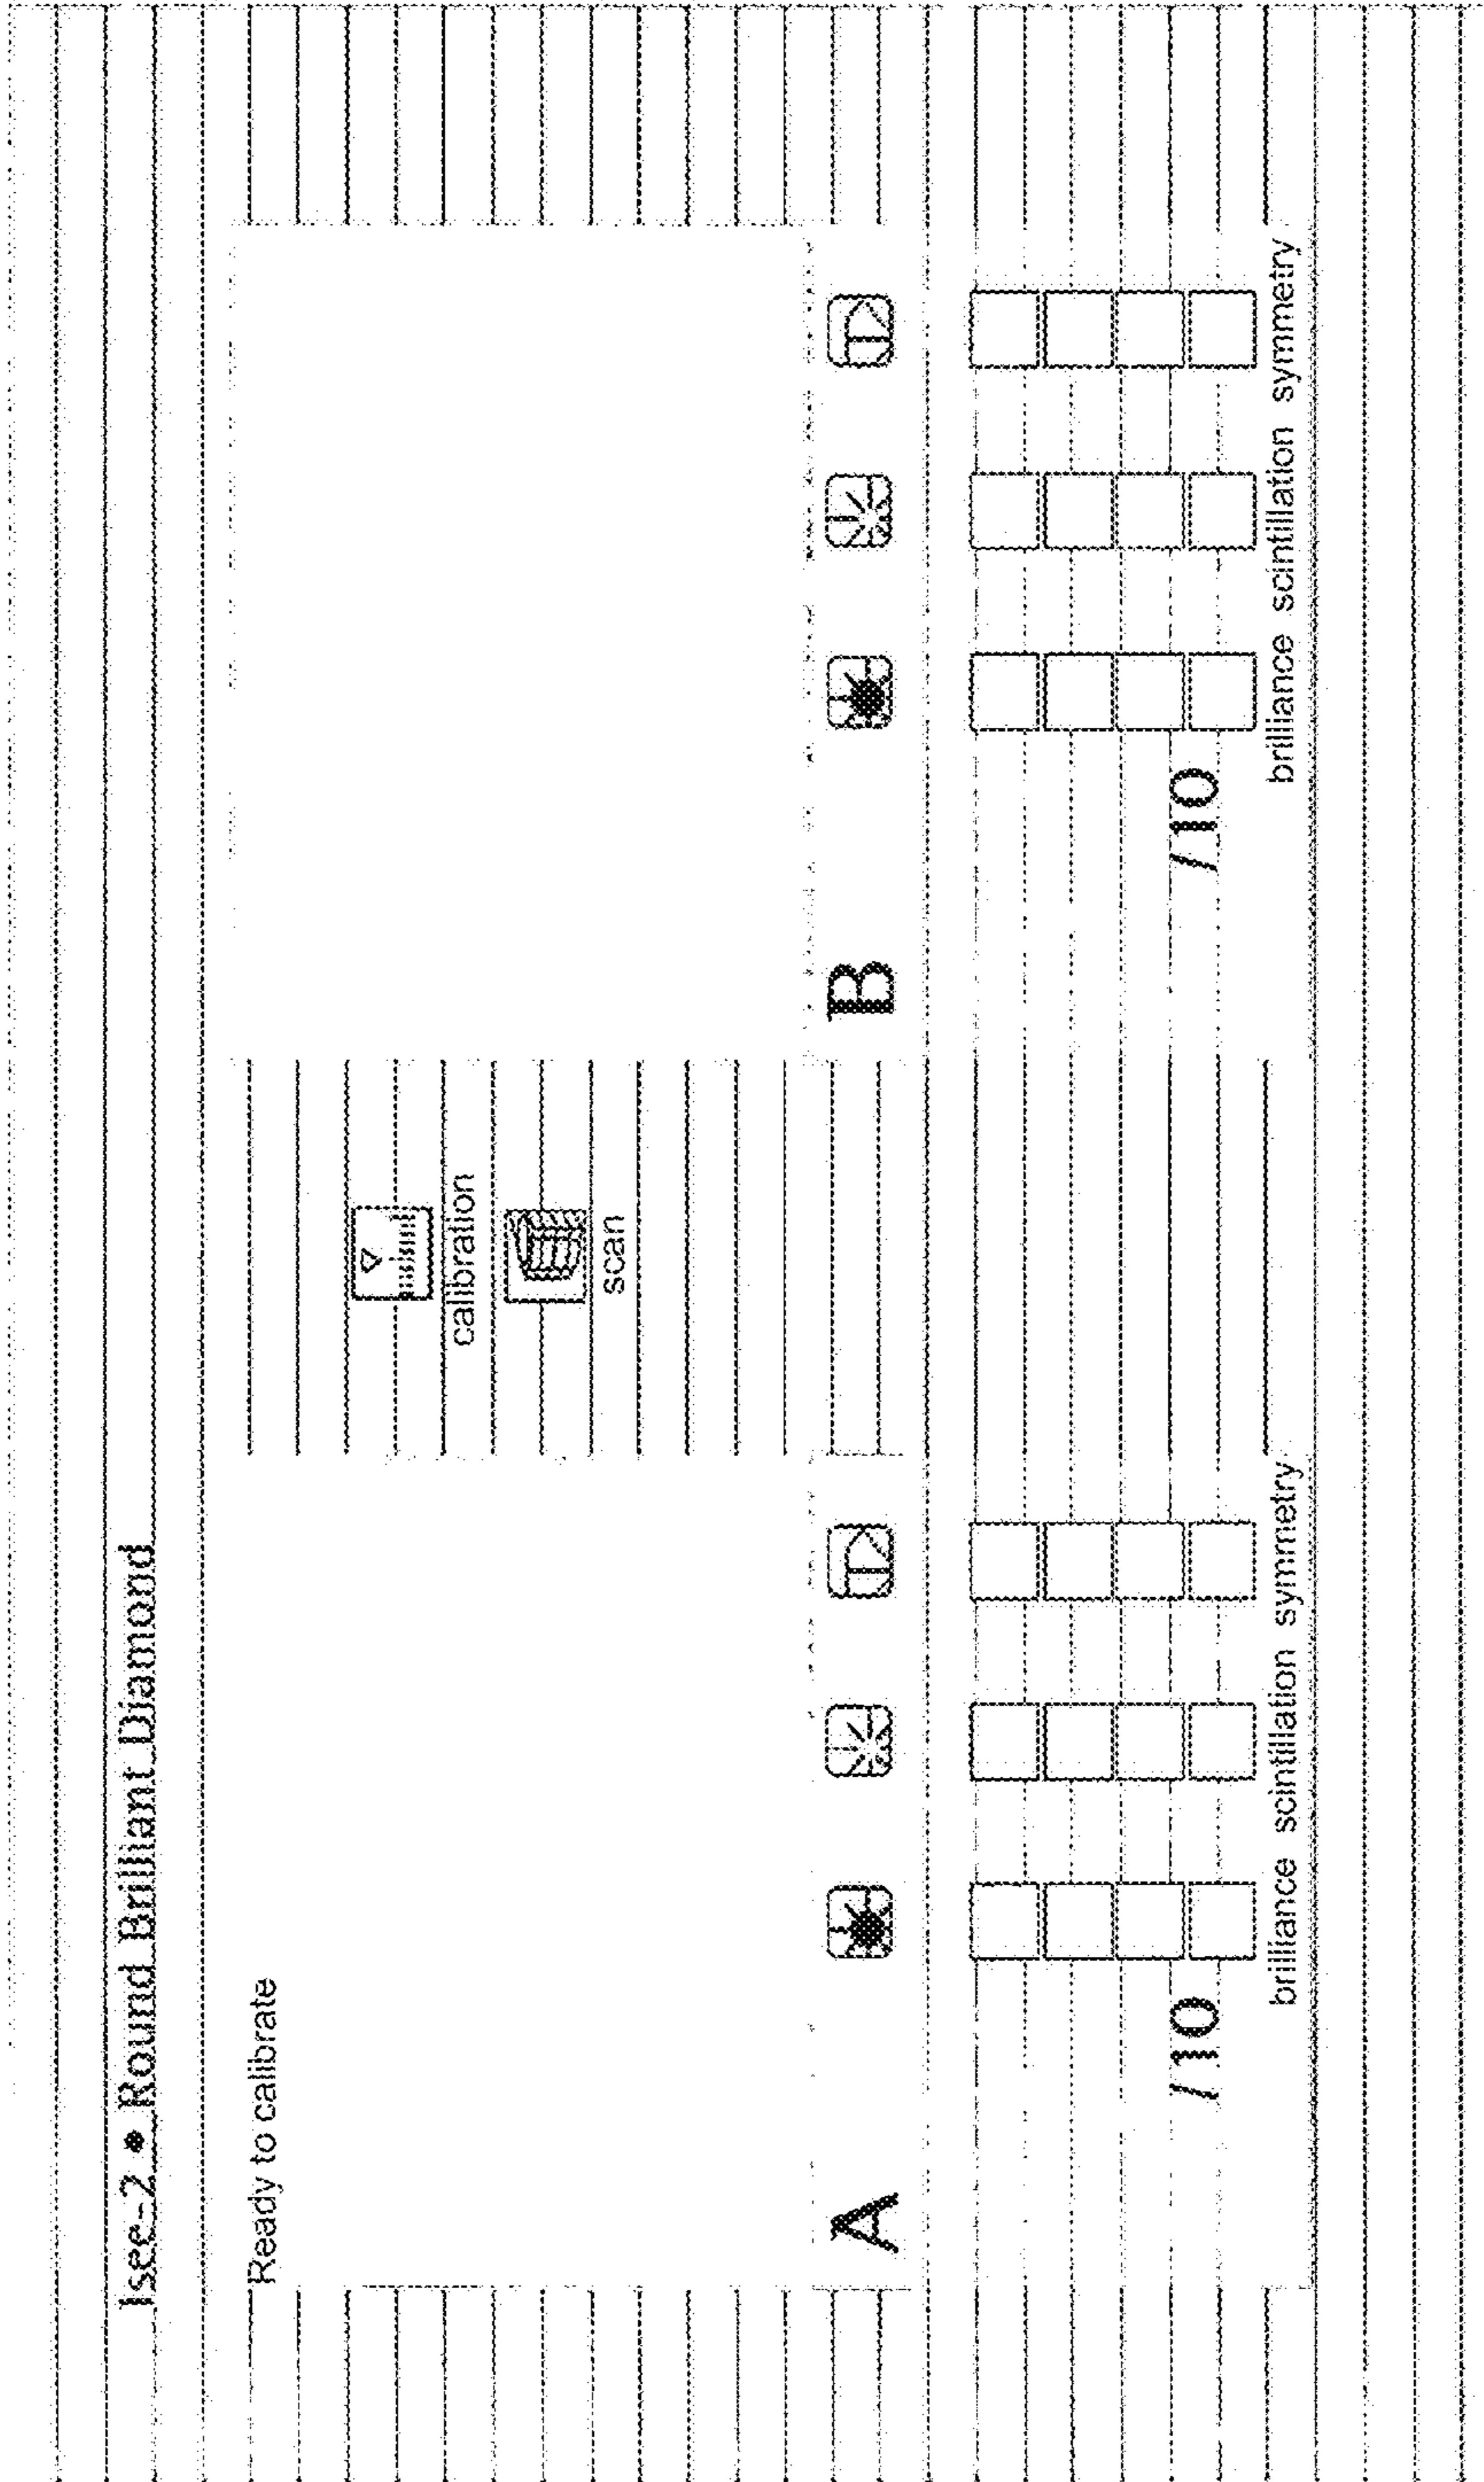 Isee-2 • Round Brilliant Diamond
Ready to calibrate
calibration
scan
A
B
/10
brilliance scintillation symmetry
/10
brilliance scintillation symmetry